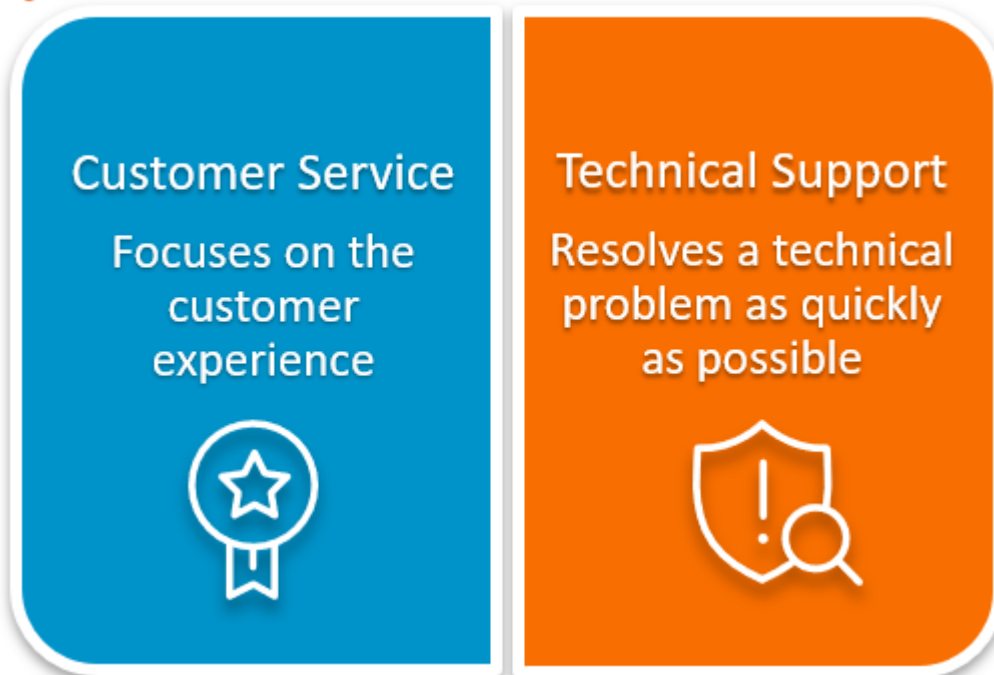 Customer Service
Focuses on the
customer
experience
Technical Support
Resolves a technical
problem as quickly
as possible